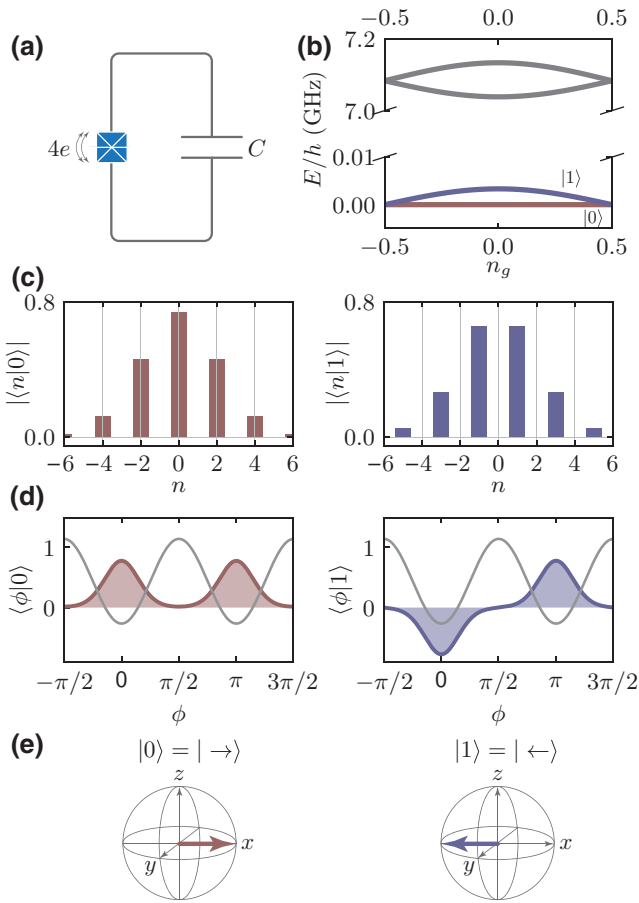 (a)
4e
C
(b)
−0.5 0.0 0.5
7.2
7.0
0.01
0.00
E/h (GHz)
|1⟩
|0⟩
−0.5 0.0 0.5
n_g
(c)
0.8
0.0
|⟨n|0⟩|
−6 −4 −2 0 2 4 6
n
0.8
0.0
|⟨n|1⟩|
−6 −4 −2 0 2 4 6
n
(d)
1
0
⟨ϕ|0⟩
−π/2 0 π/2 π 3π/2
ϕ
1
0
⟨ϕ|1⟩
−π/2 0 π/2 π 3π/2
ϕ
(e)
|0⟩ = | →⟩
z
x
y
|1⟩ = | ←⟩
z
x
y